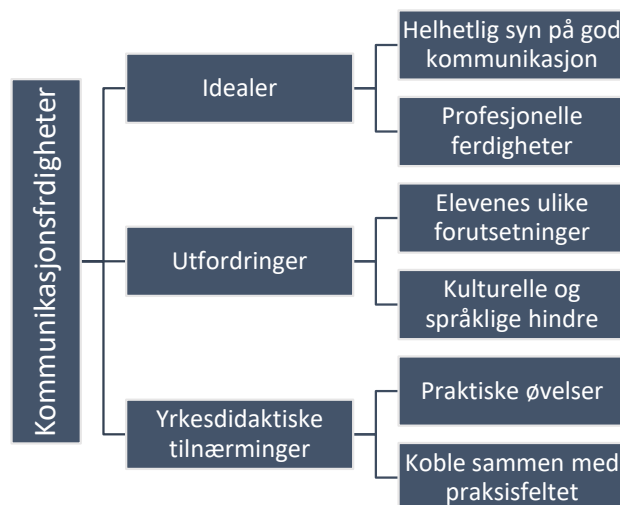 Kommunikasjonsfrdigheter
Idealer
Helhetlig syn på god
kommunikasjon
Profesjonelle
ferdigheter
Utfordringer
Elevenes ulike
forutsetninger
Kulturelle og
språklige hindre
Yrkesdidaktiske
tilnærminger
Praktiske øvelser
Koble sammen med
praksisfeltet